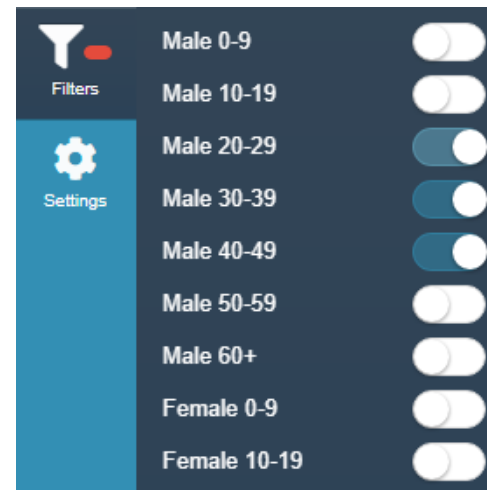 Filters
Settings
Male 0-9
Male 10-19
Male 20-29
Male 30-39
Male 40-49
Male 50-59
Male 60+
Female 0-9
Female 10-19